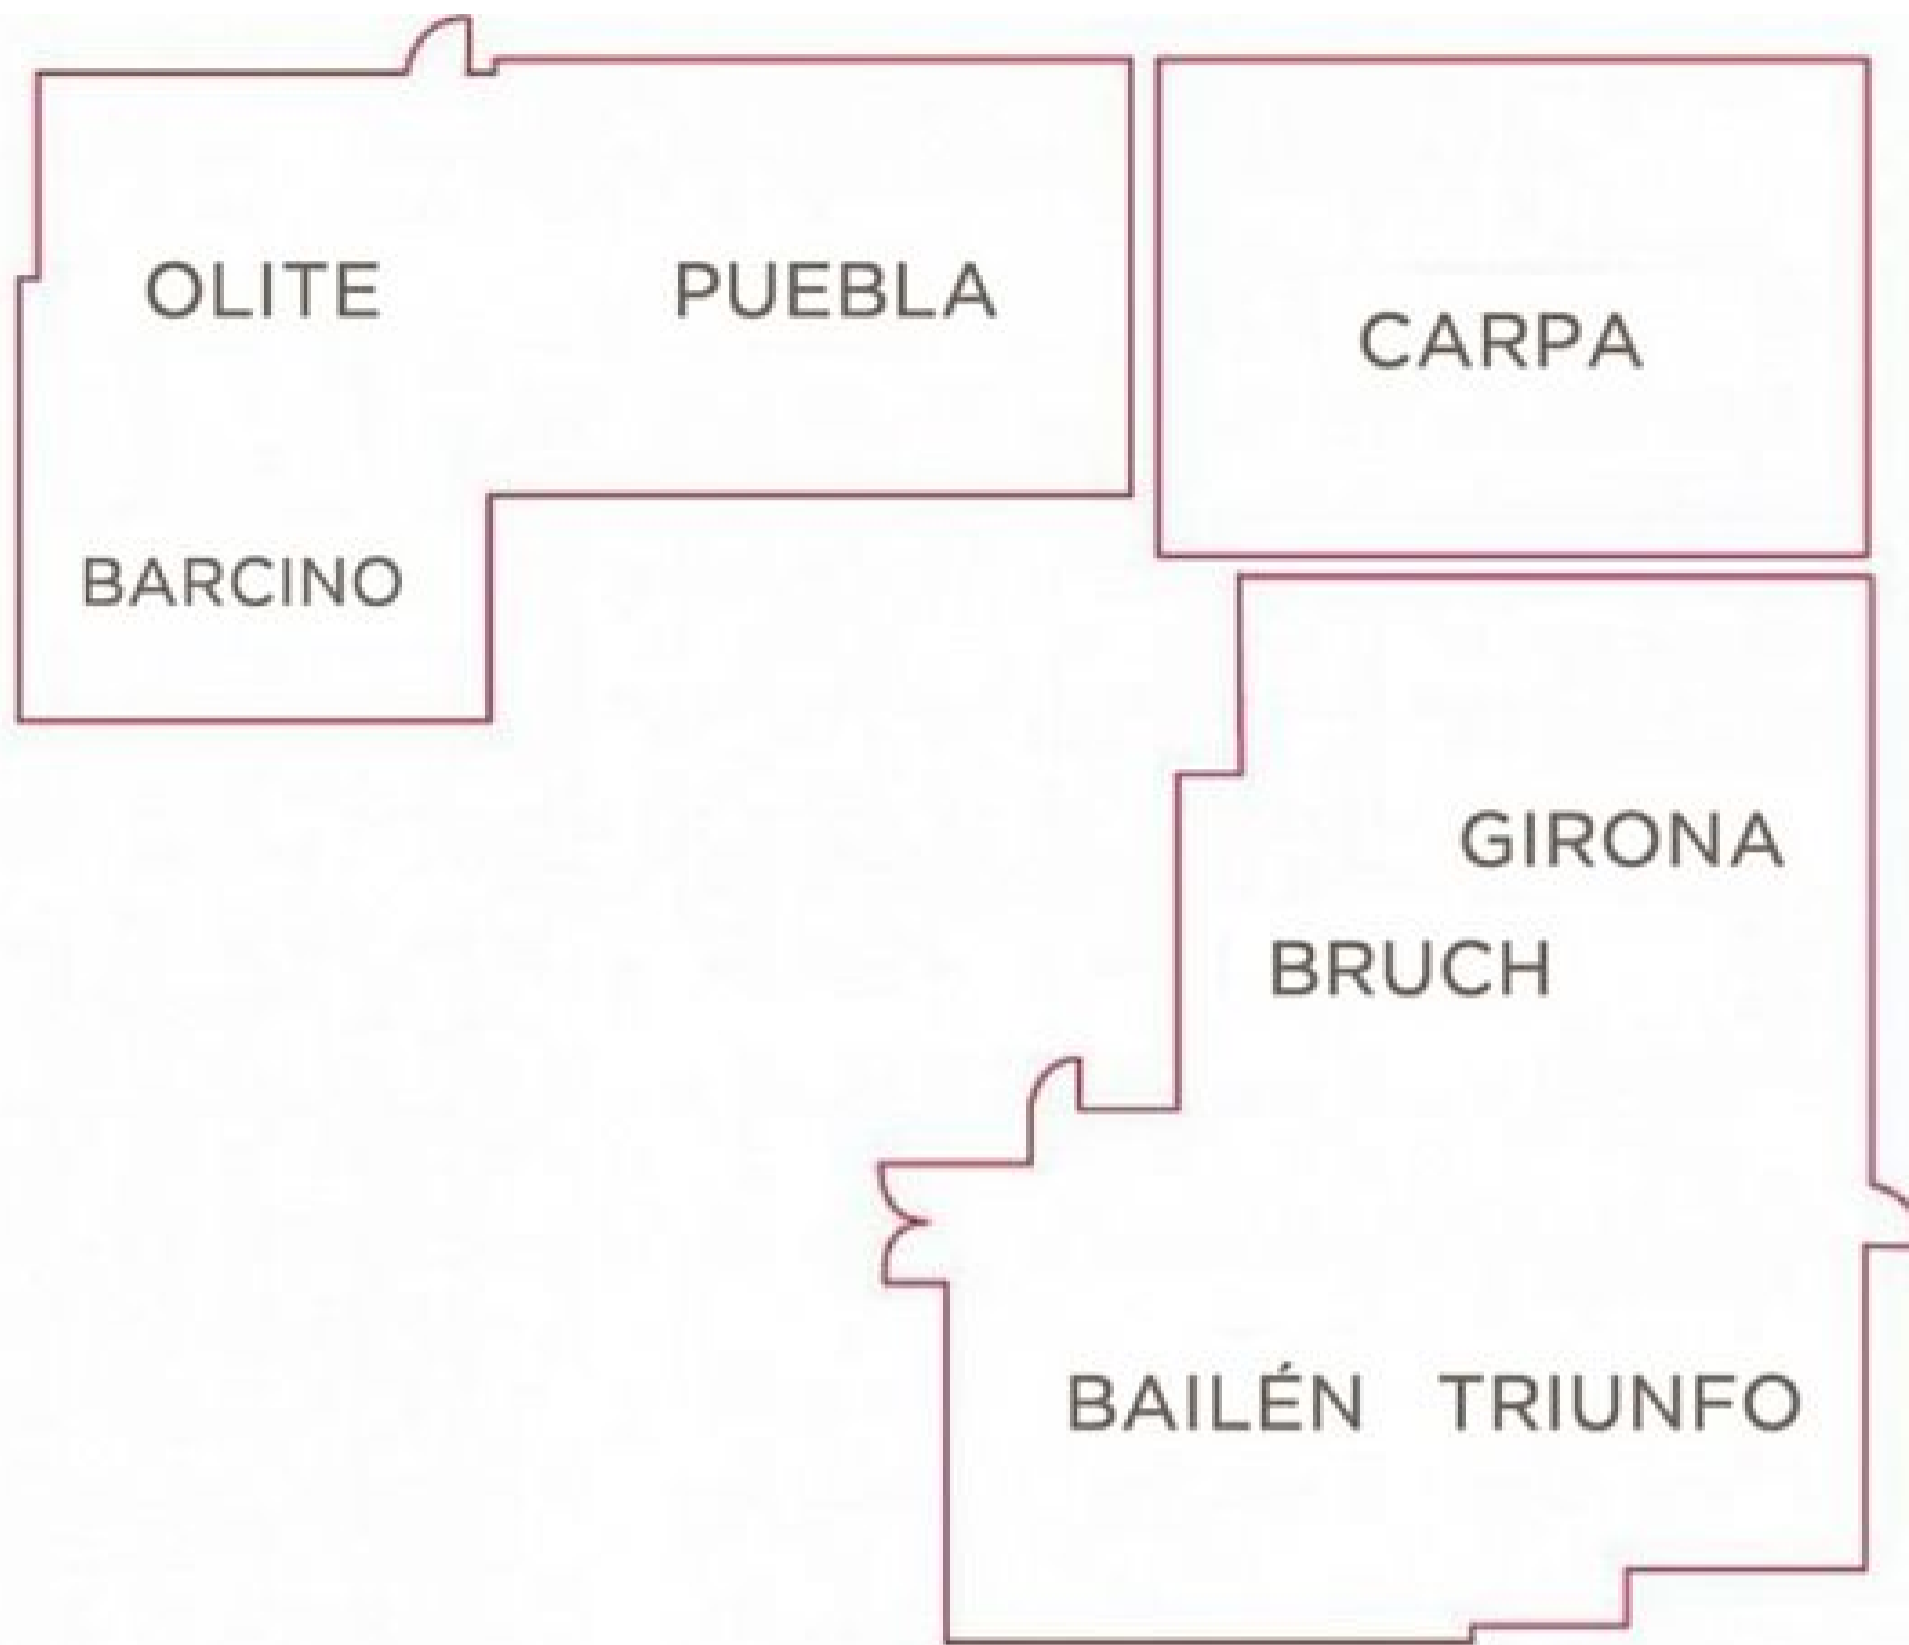 OLITE PUEBLA
CARPA
BARCINO
GIRONA
BRUCH
BAILÉN TRIUNFO